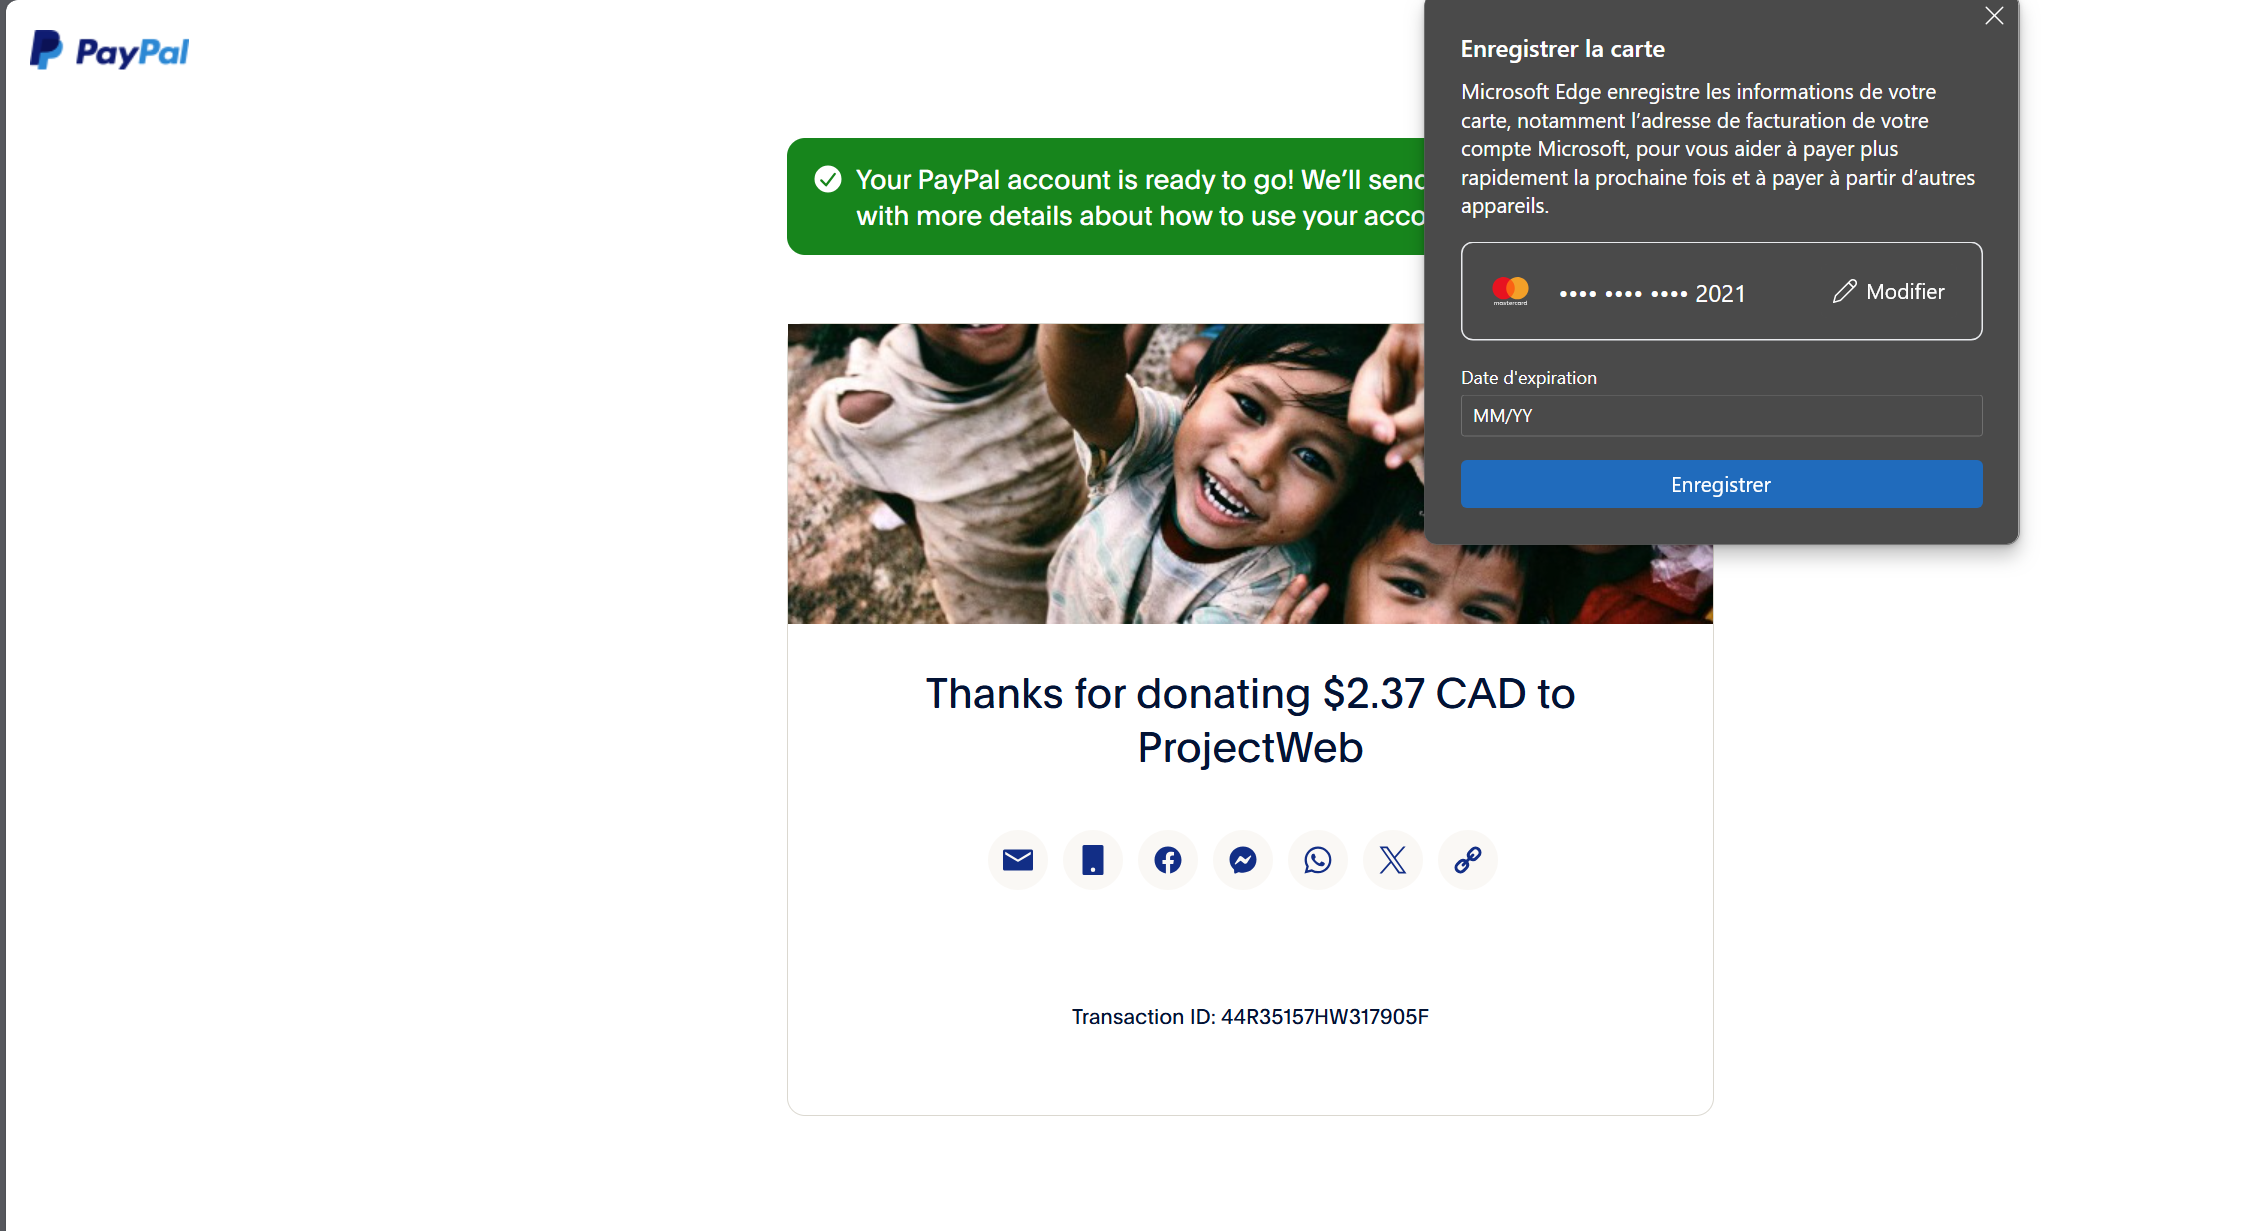 PayPal
Your PayPal account is ready to go! We’ll send
with more details about how to use your
Enregistrer la carte
Microsoft Edge enregistre les informations de votre
carte, notamment l’adresse de facturation de votre
compte Microsoft, pour vous aider à payer plus
rapidement la prochaine fois et à payer à partir d’autres
appareils.
mastercard
•••• •••• •••• 2021
Modifier
Date d'expiration
MM/YY
Enregistrer
Thanks for donating $2.37 CAD to
ProjectWeb
Transaction ID: 44R35157HW317905F